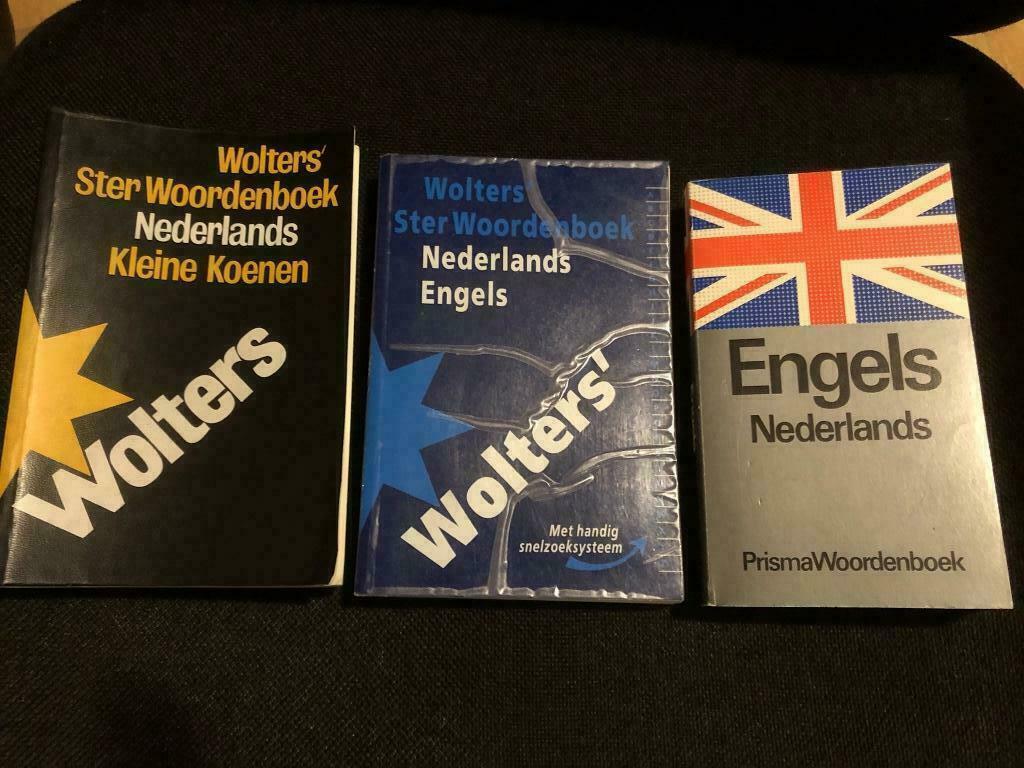 Wolters'
Ster Woordenboek
Nederlands
Kleine Koenen
Wolters
Wolters'
Ster Woordenboek
Nederlands
Engels
Wolters'
Met handig
snelzoeksysteem
Engels
Nederlands
PrismaWoordenboek